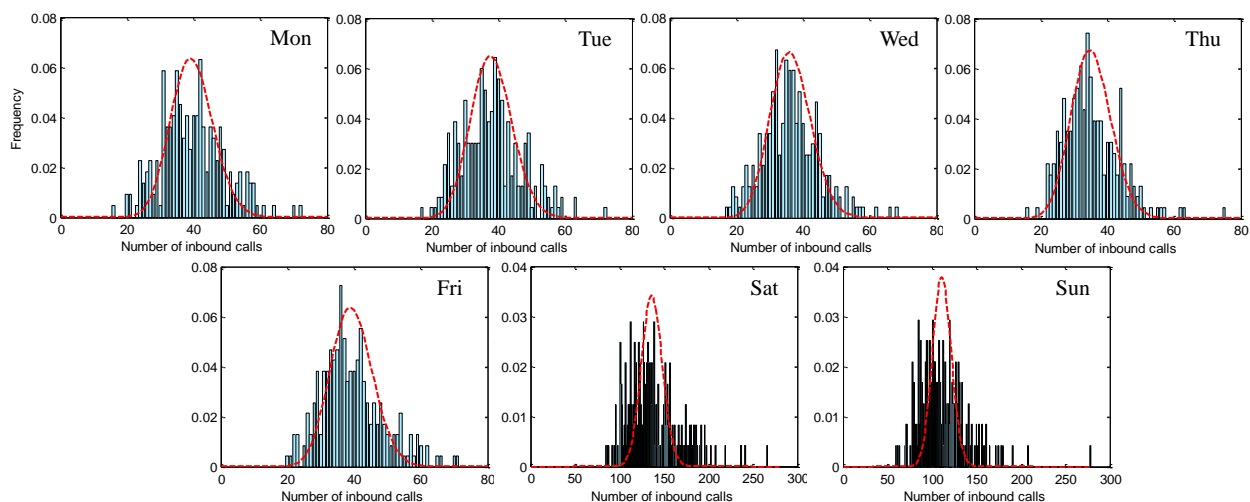 Mon
Tue
Wed
Thu
Frequency
0.08 0.06 0.04 0.02 0
0 20 40 60 80
Number of inbound calls
0.08 0.06 0.04 0.02 0
0 20 40 60 80
Number of inbound calls
0.08 0.06 0.04 0.02 0
0 20 40 60 80
Number of inbound calls
0.08 0.06 0.04 0.02 0
0 20 40 60 80
Number of inbound calls
Fri
Sat
Sun
0.08 0.06 0.04 0.02 0
0 20 40 60 80
Number of inbound calls
0.04 0.03 0.02 0.01 0
0 50 100 150 200 250 300
Number of inbound calls
0.04 0.03 0.02 0.01 0
0 50 100 150 200 250 300
Number of inbound calls